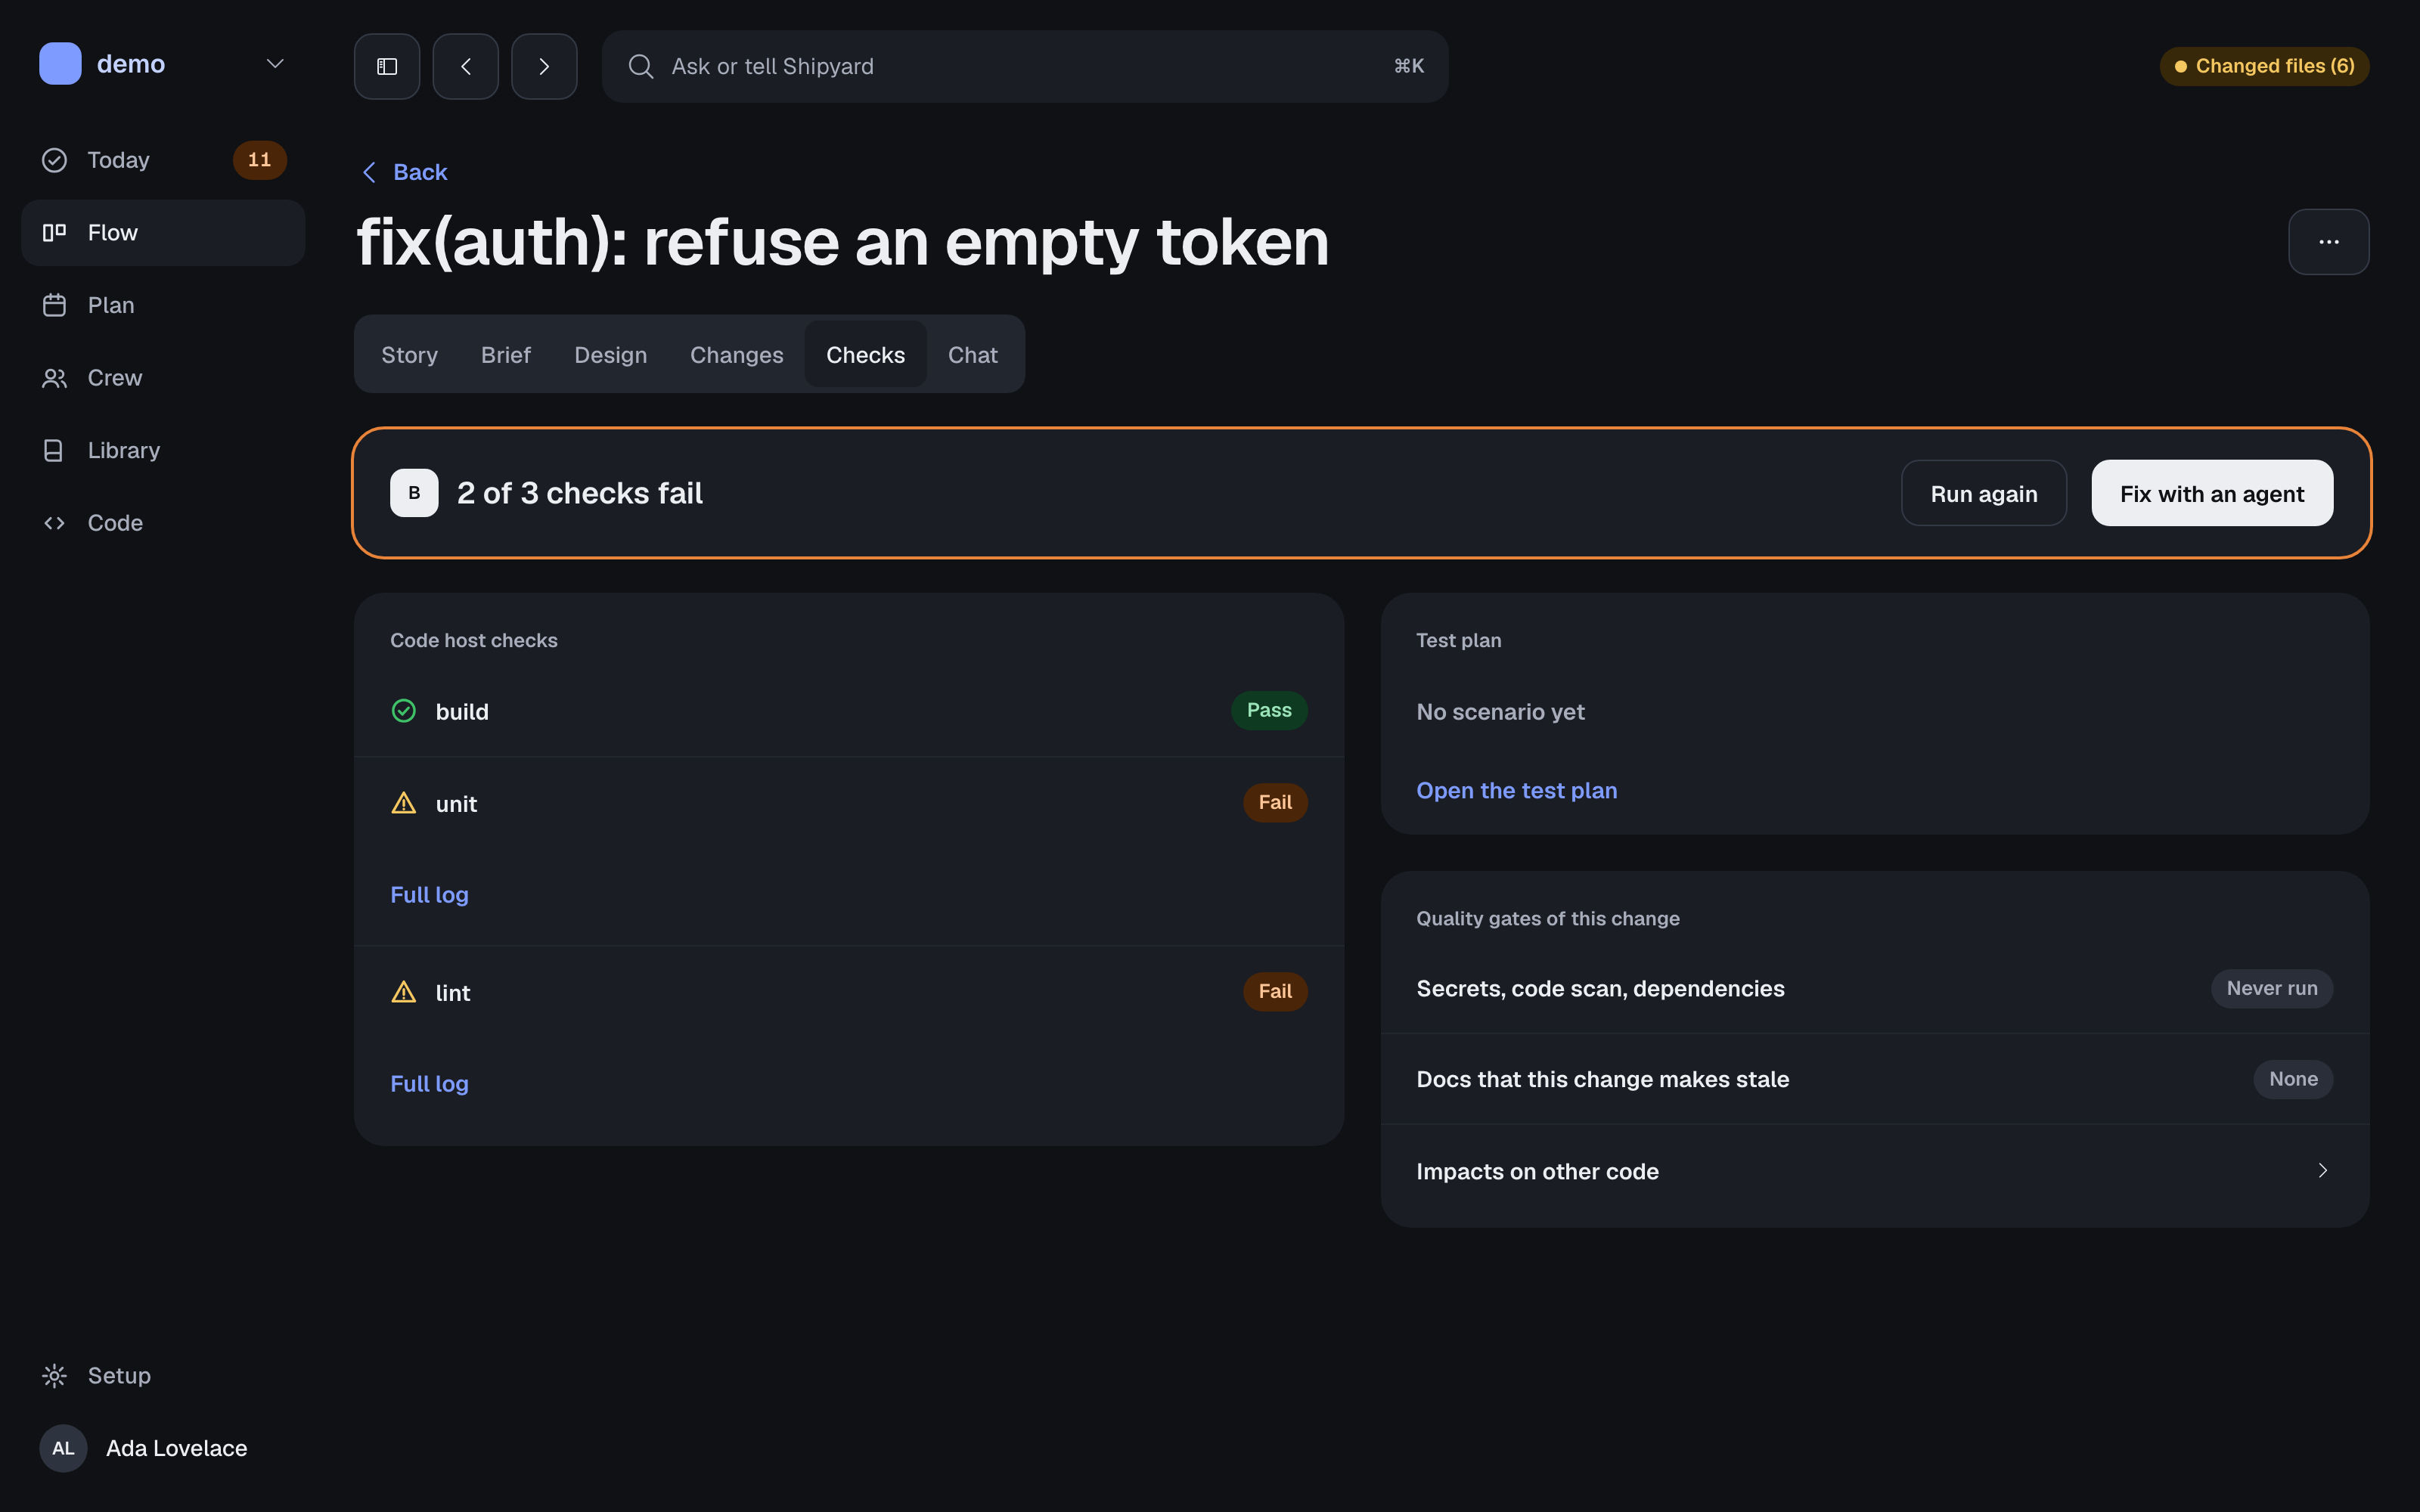 demo
Ask or tell Shipyard
⌘K
Changed files (6)
Today
11
Flow
Plan
Crew
Library
Code
Back
fix(auth): refuse an empty token
Story
Brief
Design
Changes
Checks
Chat
B
2 of 3 checks fail
Run again
Fix with an agent
Code host checks
build
Pass
unit
Fail
Full log
lint
Fail
Full log
Test plan
No scenario yet
Open the test plan
Quality gates of this change
Secrets, code scan, dependencies
Never run
Docs that this change makes stale
None
Impacts on other code
Setup
AL
Ada Lovelace